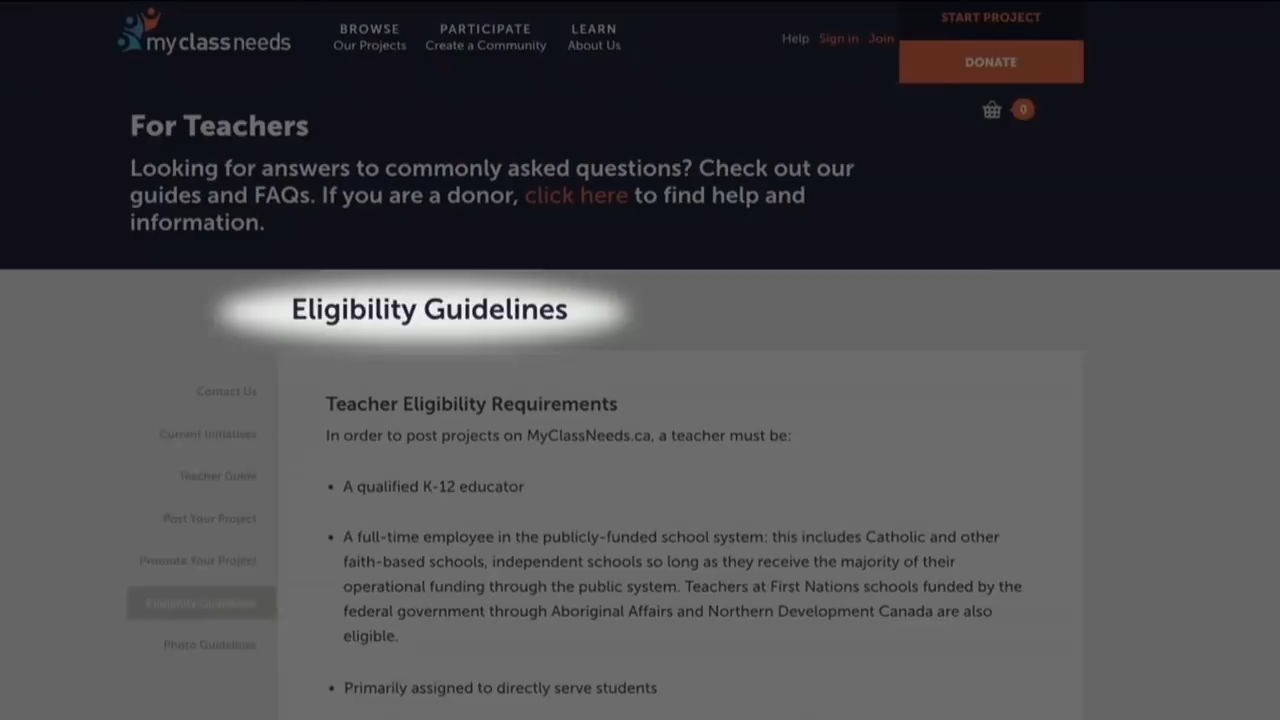 myclassneeds
BROWSE
Our Projects
PARTICIPATE
Create a Community
LEARN
About Us
Help Sign in Join
START PROJECT
DONATE
0
For Teachers
Looking for answers to commonly asked questions? Check out our
guides and FAQs. If you are a donor, click here to find help and
information.
Eligibility Guidelines
Contact Us
Current Initiatives
Teacher Guide
Post Your Project
Promote Your Project
Eligibility Guidelines
Photo Guidelines
Teacher Eligibility Requirements
In order to post projects on MyClassNeeds.ca, a teacher must be:
• A qualified K-12 educator
• A full-time employee in the publicly-funded school system: this includes Catholic and other
faith-based schools, independent schools so long as they receive the majority of their
operational funding through the public system. Teachers at First Nations schools funded by the
federal government through Aboriginal Affairs and Northern Development Canada are also
eligible.
• Primarily assigned to directly serve students